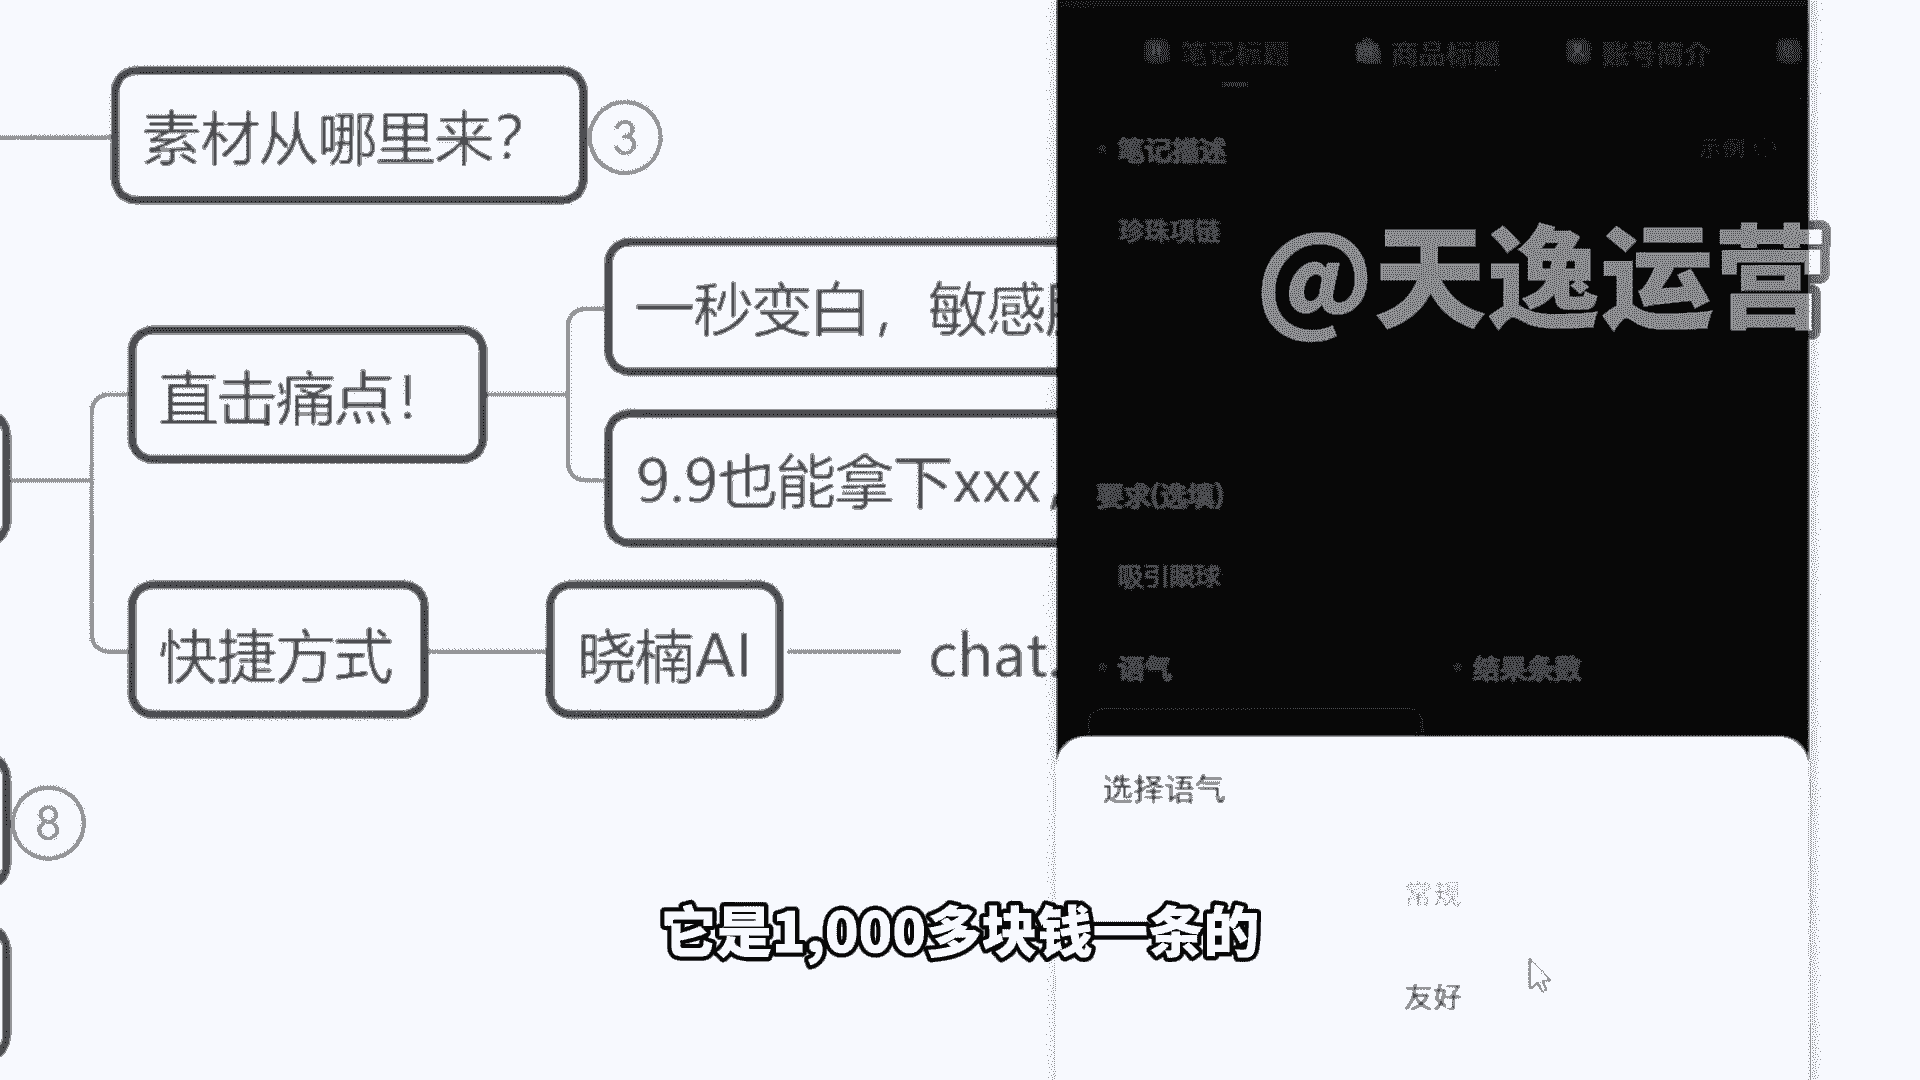 素材从哪里来？
3
直击痛点！
一秒变白，敏感
9.9也能拿下xxx，
快捷方式
晓楠AI
chat.
8
笔记标题
商品标题
账号简介
笔记描述
示例
珍珠项链
@天逸运营
要求(选填)
吸引眼球
语气
结果条数
选择语气
常规
友好
它是1,000多块钱一条的